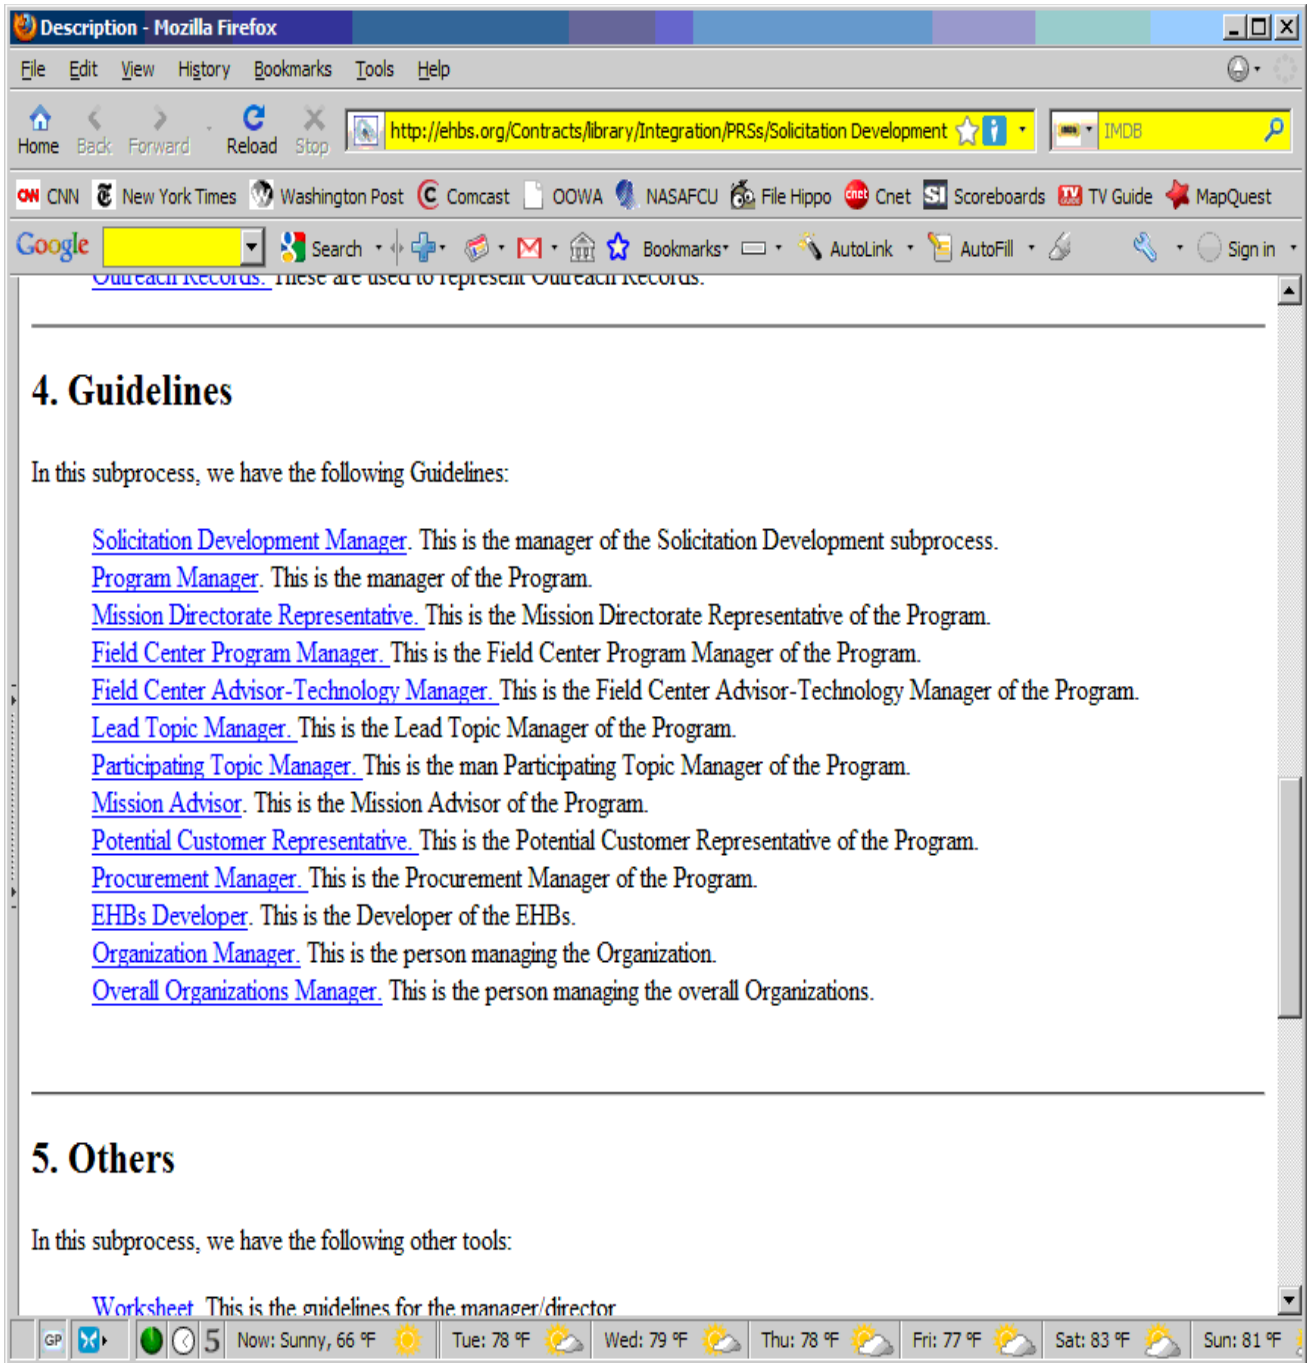 Description - Mozilla Firefox
File Edit View History Bookmarks Tools Help
Home Back Forward Reload Stop http://ehbs.org/Contracts/library/Integration/PRSs/Solicitation Development IMDB
CNN New York Times Washington Post Comcast OOWA NASAFCU File Hippo cnet Cnet SI Scoreboards TV Guide MapQuest
Google Search Bookmarks AutoLink AutoFill Sign in
Outreach Records. These are used to represent Outreach Records.
4. Guidelines
In this subprocess, we have the following Guidelines:
Solicitation Development Manager. This is the manager of the Solicitation Development subprocess.
Program Manager. This is the manager of the Program.
Mission Directorate Representative. This is the Mission Directorate Representative of the Program.
Field Center Program Manager. This is the Field Center Program Manager of the Program.
Field Center Advisor-Technology Manager. This is the Field Center Advisor-Technology Manager of the Program.
Lead Topic Manager. This is the Lead Topic Manager of the Program.
Participating Topic Manager. This is the man Participating Topic Manager of the Program.
Mission Advisor. This is the Mission Advisor of the Program.
Potential Customer Representative. This is the Potential Customer Representative of the Program.
Procurement Manager. This is the Procurement Manager of the Program.
EHBs Developer. This is the Developer of the EHBs.
Organization Manager. This is the person managing the Organization.
Overall Organizations Manager. This is the person managing the overall Organizations.
5. Others
In this subprocess, we have the following other tools:
Worksheet. This is the guidelines for the manager/director
GP 5 Now: Sunny, 66 °F Tue: 78 °F Wed: 79 °F Thu: 78 °F Fri: 77 °F Sat: 83 °F Sun: 81 °F